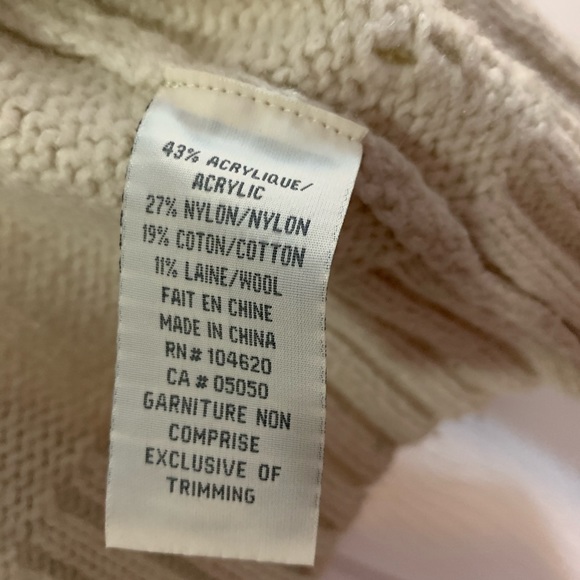 43% ACRYLIQUE/
ACRYLIC
27% NYLON/NYLON
19% COTON/COTTON
11% LAINE/WOOL
FAIT EN CHINE
MADE IN CHINA
RN# 104620
CA # 05050
GARNITURE NON
COMPRISE
EXCLUSIVE OF
TRIMMING